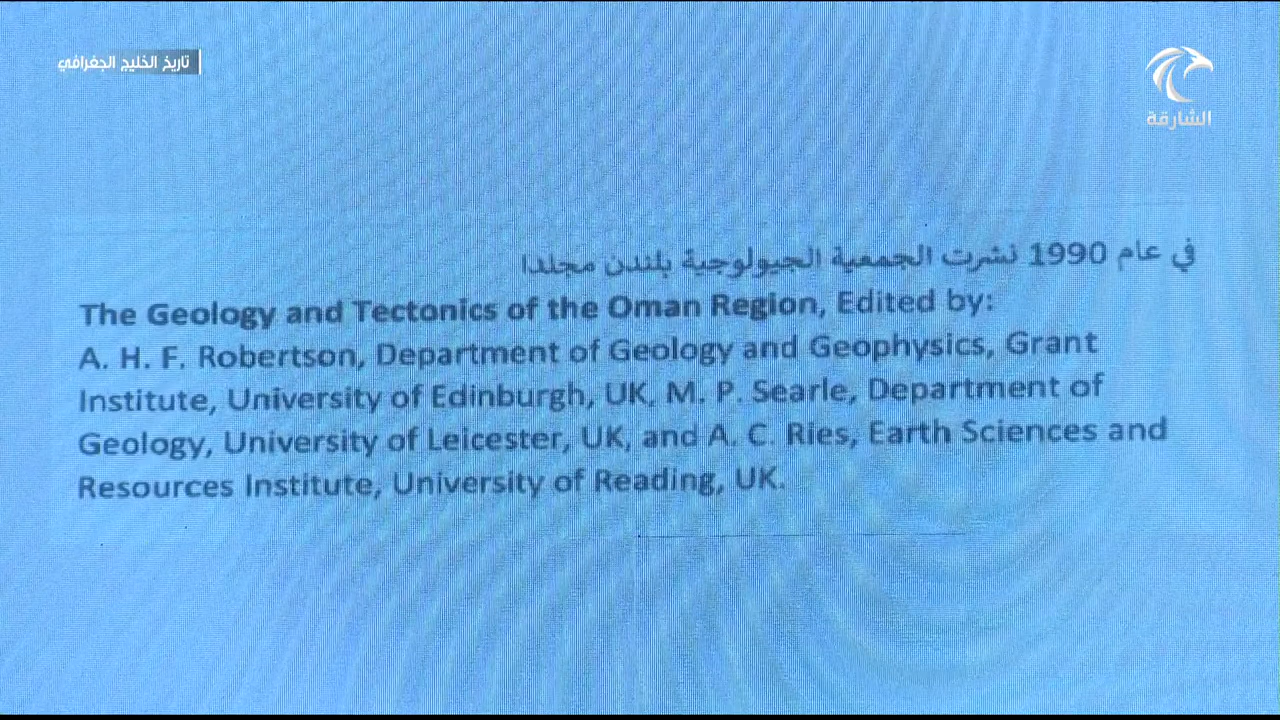 تاريخ الخليج الجغرافي
الشارقة
في عام 1990 نشرت الجمعية الجيولوجية بلندن مجلدا
The Geology and Tectonics of the Oman Region, Edited by:
A. H. F. Robertson, Department of Geology and Geophysics, Grant
Institute, University of Edinburgh, UK, M. P. Searle, Department of
Geology, University of Leicester, UK, and A. C. Ries, Earth Sciences and
Resources Institute, University of Reading, UK.